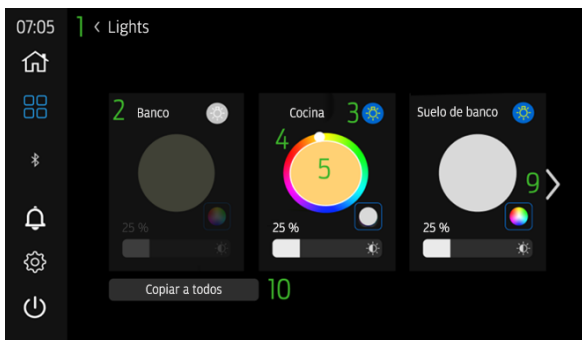 07:05
1 < Lights
2 Banco
Cocina 3
Suelo de banco
4
5
9
25 %
25 %
25 %
Copiar a todos 10